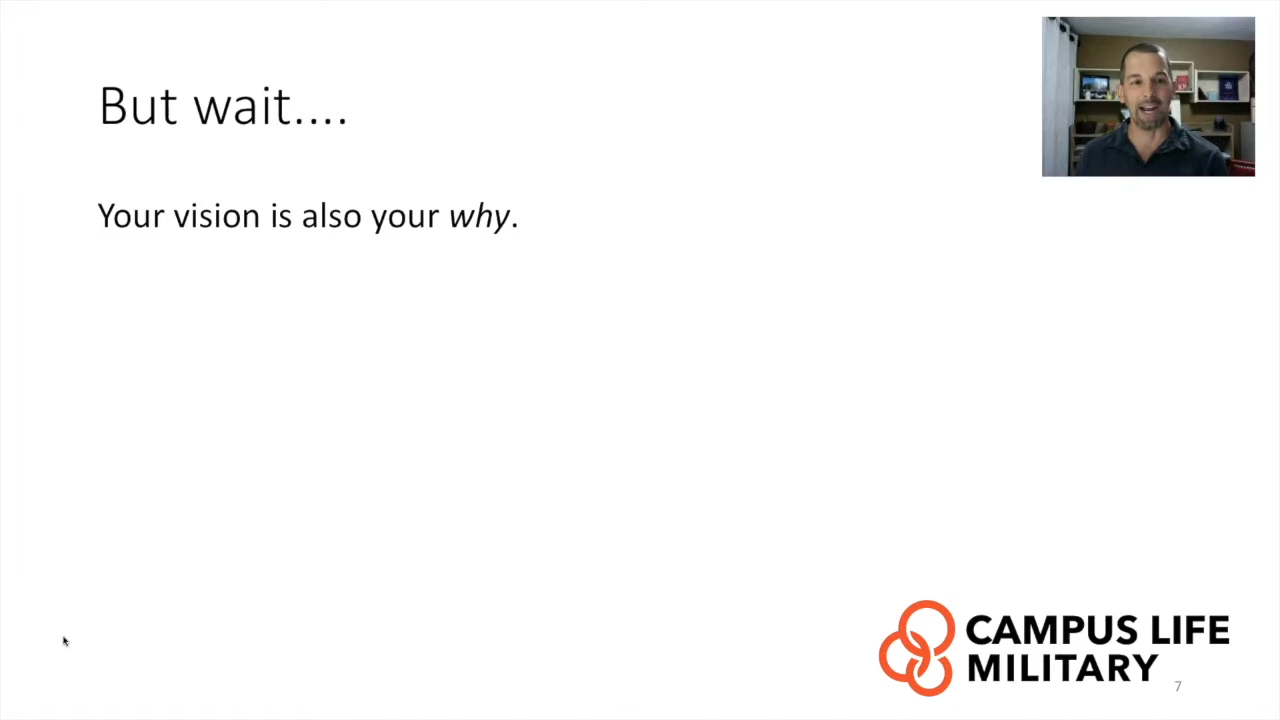 But wait....
Your vision is also your why.
CAMPUS LIFE
MILITARY
7